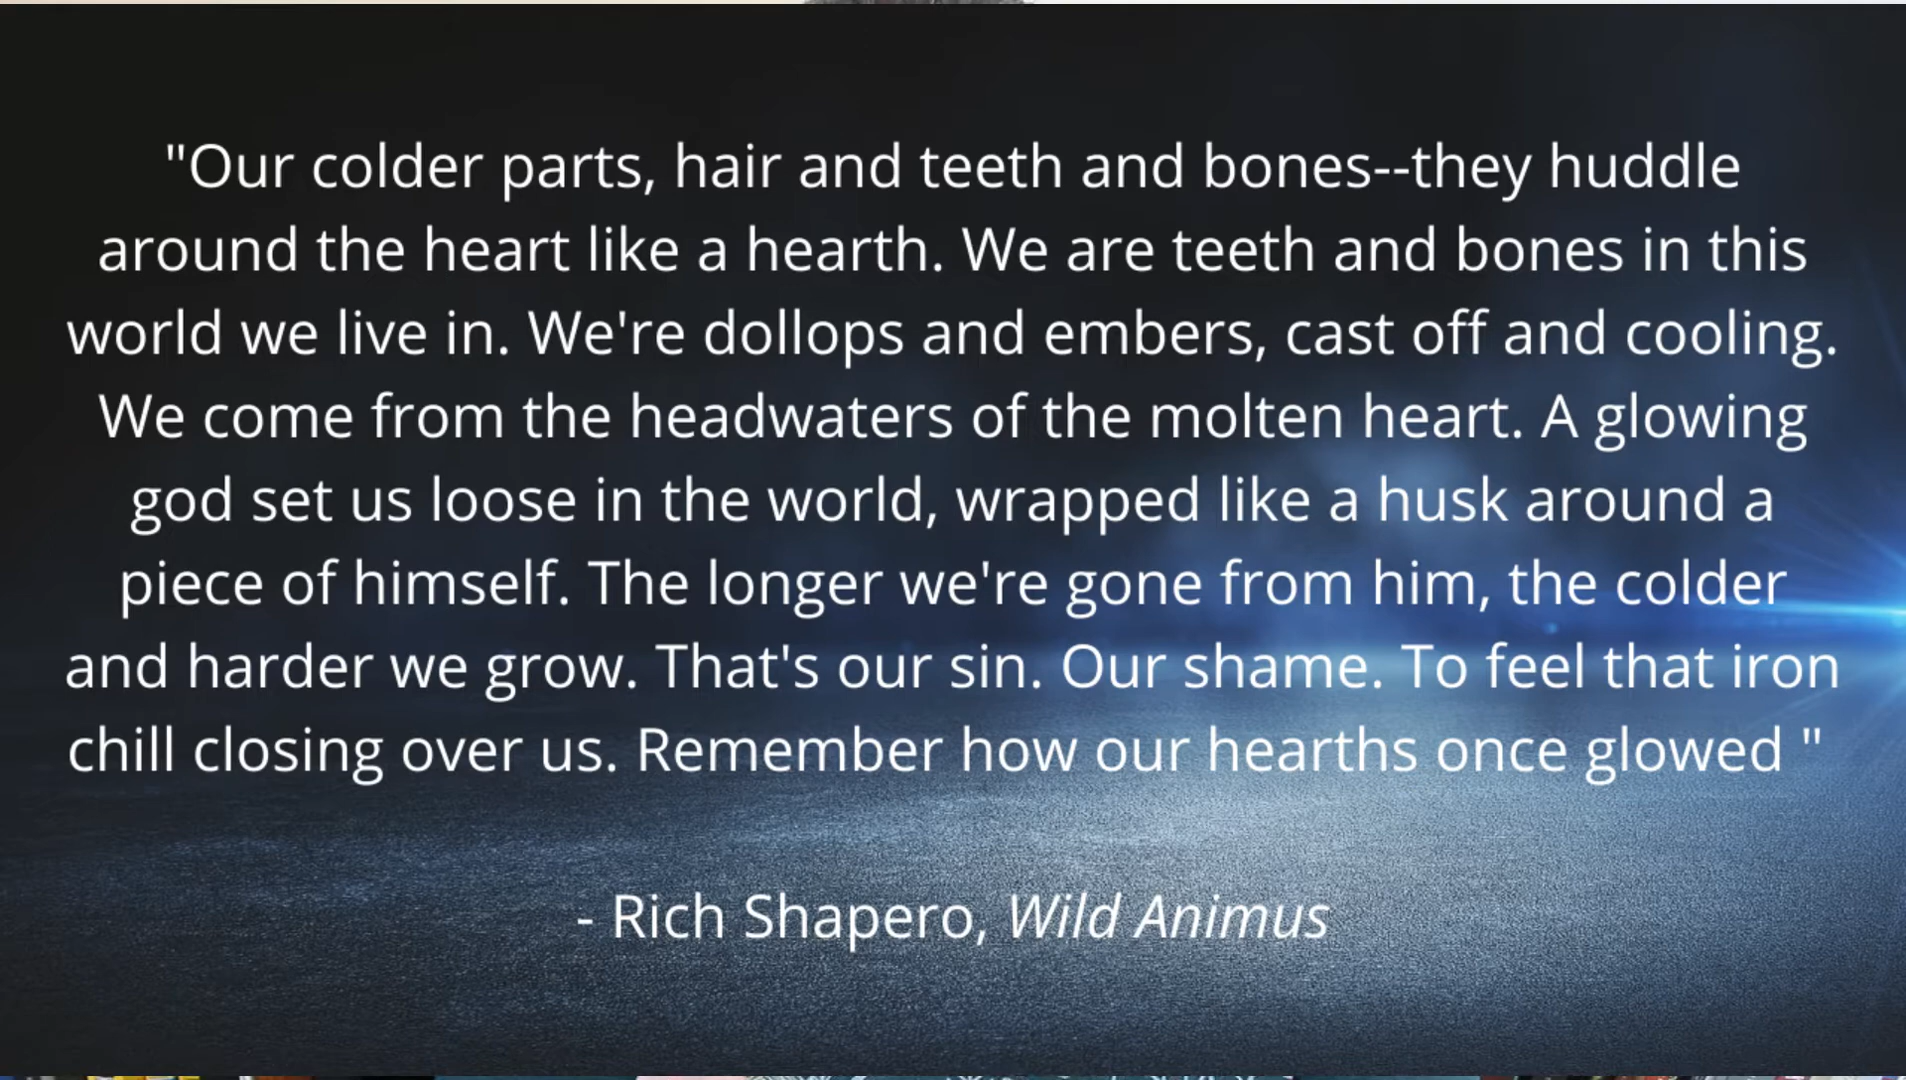 "Our colder parts, hair and teeth and bones--they huddle
around the heart like a hearth. We are teeth and bones in this
world we live in. We're dollops and embers, cast off and cooling.
We come from the headwaters of the molten heart. A glowing
god set us loose in the world, wrapped like a husk around a
piece of himself. The longer we're gone from him, the colder
and harder we grow. That's our sin. Our shame. To feel that iron
chill closing over us. Remember how our hearths once glowed "
- Rich Shapero, Wild Animus